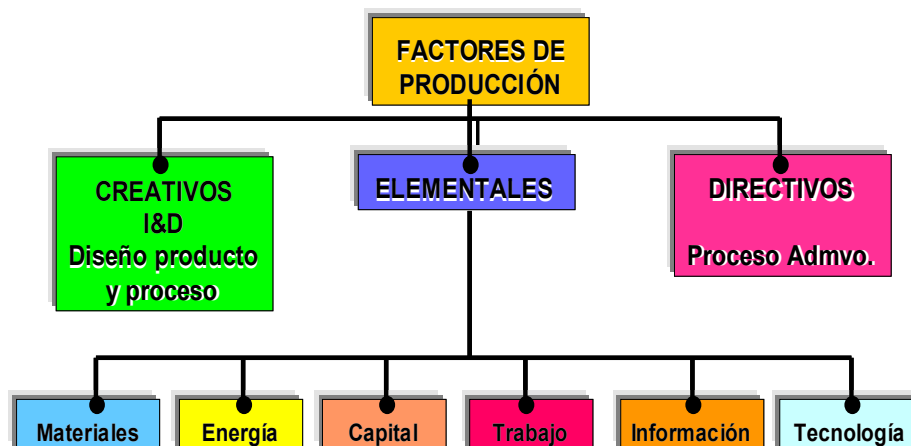 FACTORES DE
PRODUCCIÓN
CREATIVOS
I&D
Diseño producto
y proceso
ELEMENTALES
DIRECTIVOS
Proceso Admvo.
Materiales
Energía
Capital
Trabajo
Información
Tecnología